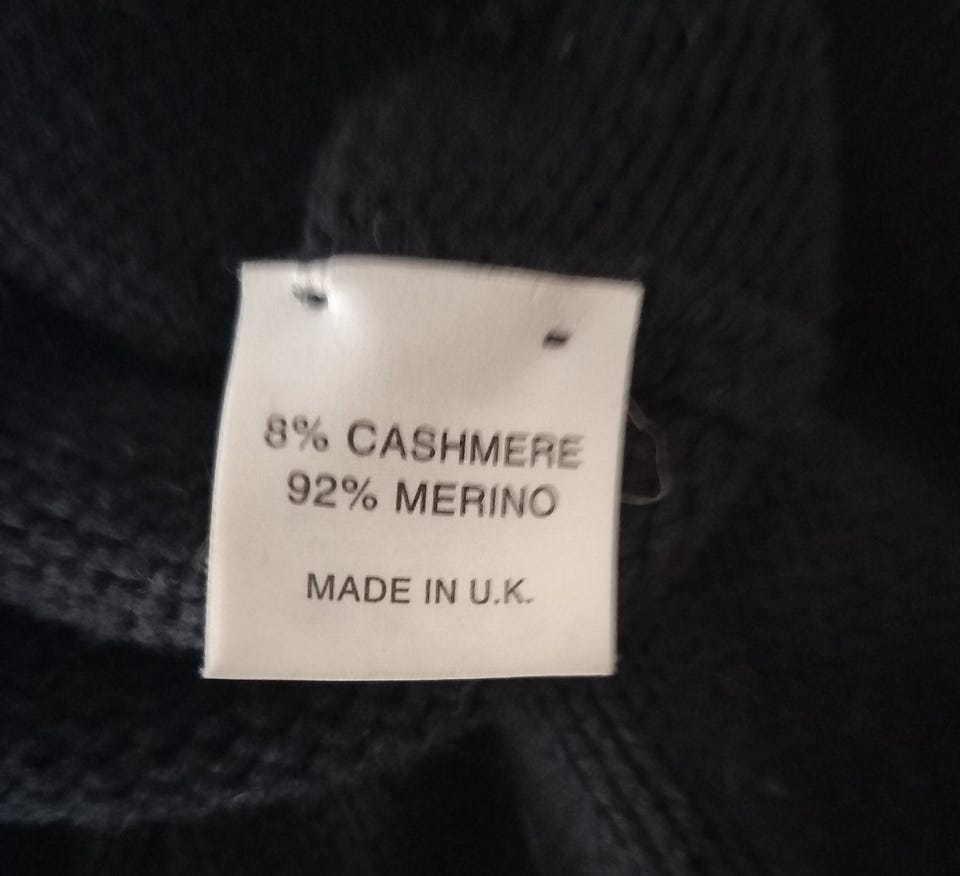 8% CASHMERE
92% MERINO
MADE IN U.K.